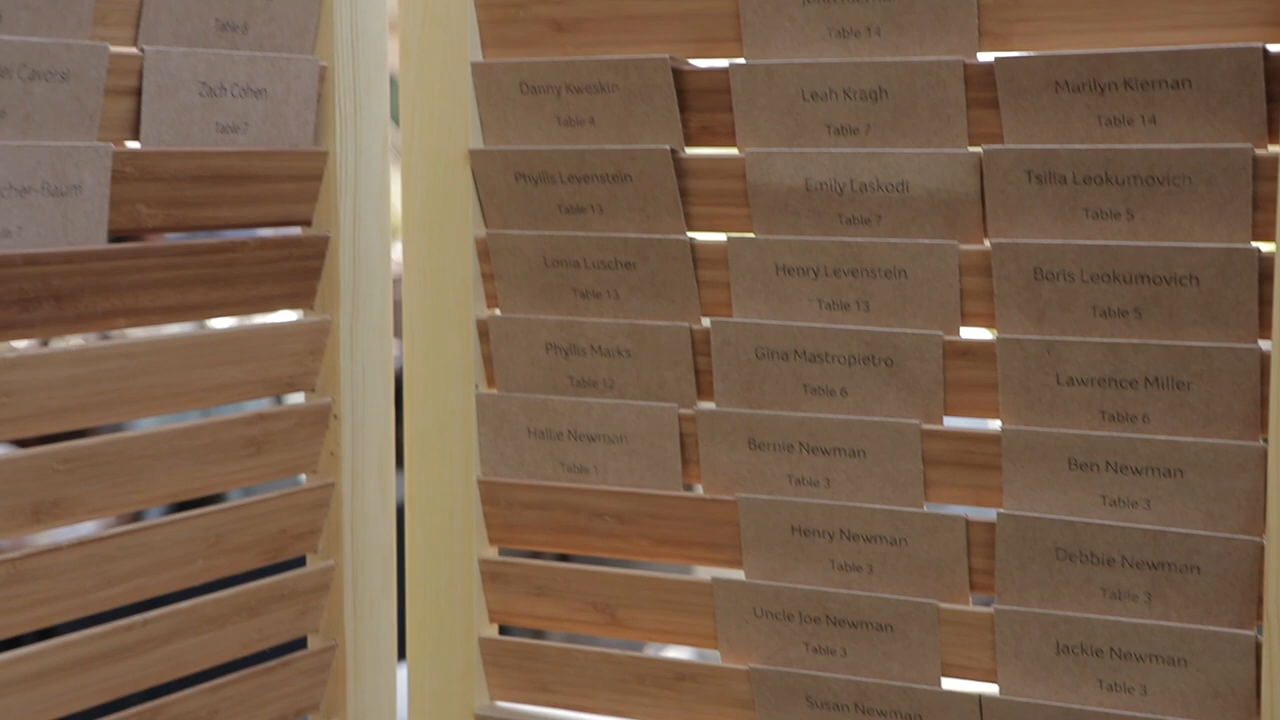 Table 6
Cavorsi
Zach Cohen
Table 7
cher-Baum
Table 14
Danny Kweskin
Table 4
Leah Kragh
Table 7
Marilyn Kiernan
Table 14
Phyllis Levenstein
Table 13
Emily Laskodi
Table 7
Tsilia Leokumovich
Table 5
Lonia Luscher
Table 13
Henry Levenstein
Table 13
Boris Leokumovich
Table 5
Phyllis Marks
Table 12
Gina Mastropietro
Table 6
Lawrence Miller
Table 6
Hallie Newman
Table 1
Bernie Newman
Table 3
Ben Newman
Table 3
Henry Newman
Table 3
Debbie Newman
Table 3
Uncle Joe Newman
Table 3
Jackie Newman
Table 3
Susan Newman